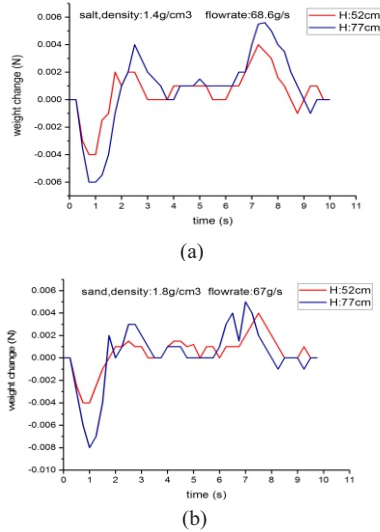 salt,density:1.4g/cm3 flowrate:68.6g/s
H:52cm
H:77cm
weight change (N)
0.006
0.004
0.002
0.000
-0.002
-0.004
-0.006
0 1 2 3 4 5 6 7 8 9 10 11
time (s)
(a)
sand,density:1.8g/cm3 flowrate:67g/s
H:52cm
H:77cm
weight change (N)
0.006
0.004
0.002
0.000
-0.002
-0.004
-0.006
-0.008
-0.010
0 1 2 3 4 5 6 7 8 9 10 11
time (s)
(b)